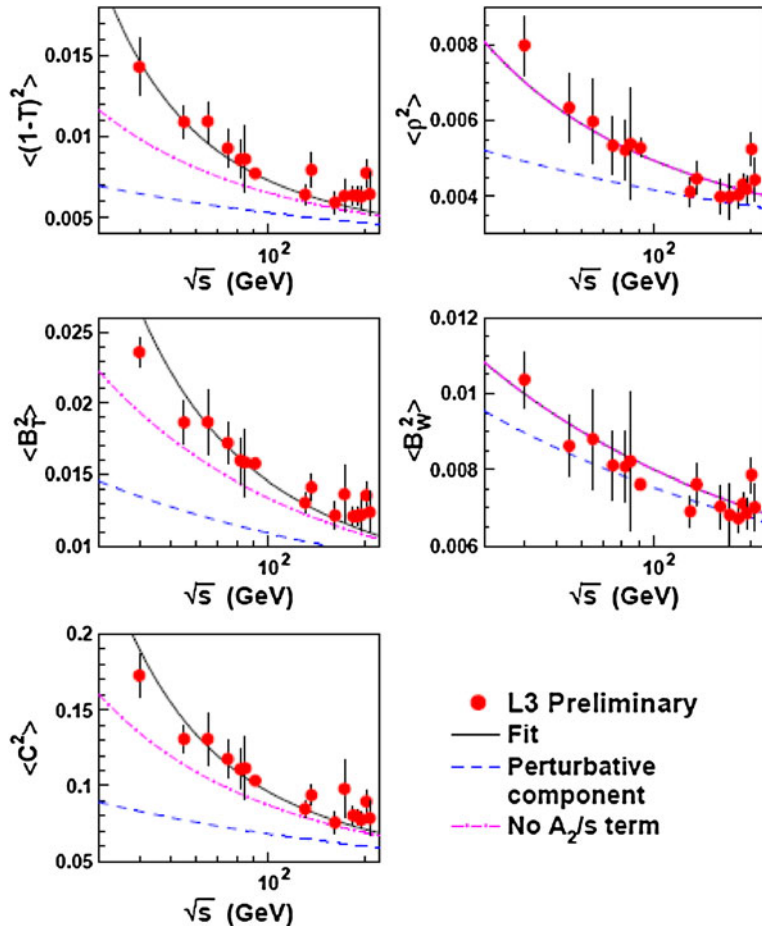 0.015
0.01
0.005
<(1-T)²>
10²
√s (GeV)
0.008
0.006
0.004
<ρ²>
10²
√s (GeV)
0.025
0.02
0.015
0.01
<B_T²>
10²
√s (GeV)
0.012
0.01
0.008
0.006
<B_W²>
10²
√s (GeV)
0.2
0.15
0.1
0.05
<C²>
10²
√s (GeV)
L3 Preliminary
Fit
Perturbative
component
No A₂/s term